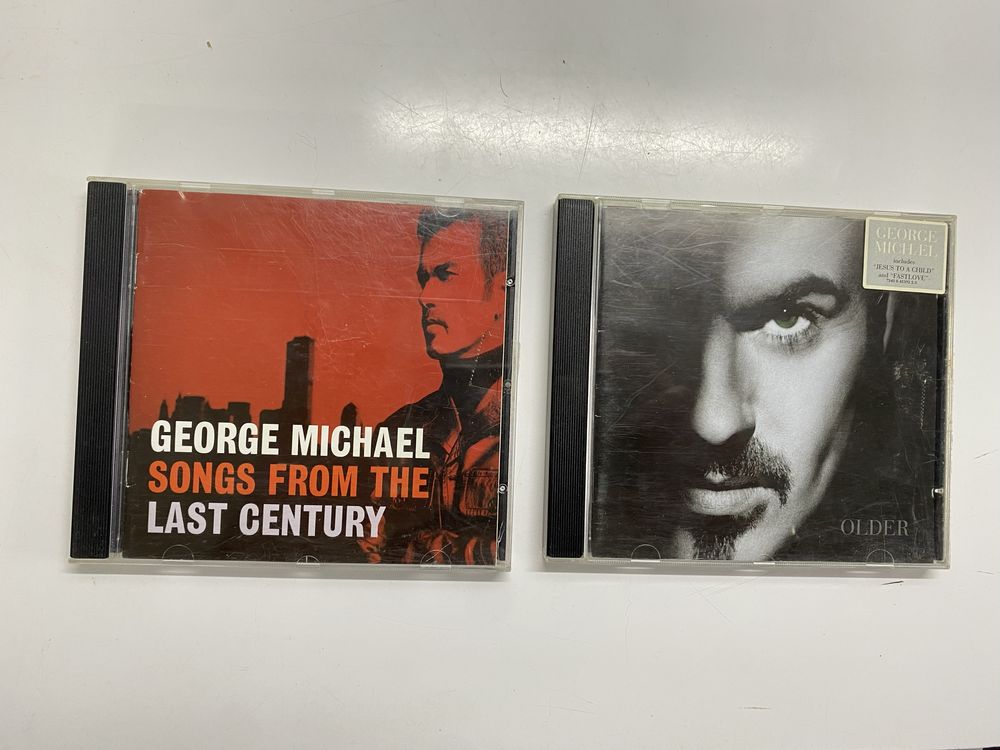 GEORGE MICHAEL
SONGS FROM THE
LAST CENTURY
GEORGE
MICHAEL
includes
"JESUS TO A CHILD"
and "FASTLOVE"
OLDER